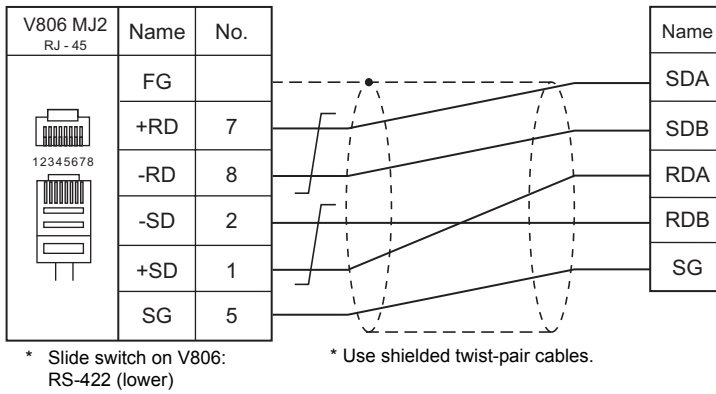 V806 MJ2
RJ - 45
Name
No.
Name
FG
SDA
+RD
7
SDB
12345678
-RD
8
RDA
-SD
2
RDB
+SD
1
SG
SG
5
* Slide switch on V806:
RS-422 (lower)
* Use shielded twist-pair cables.